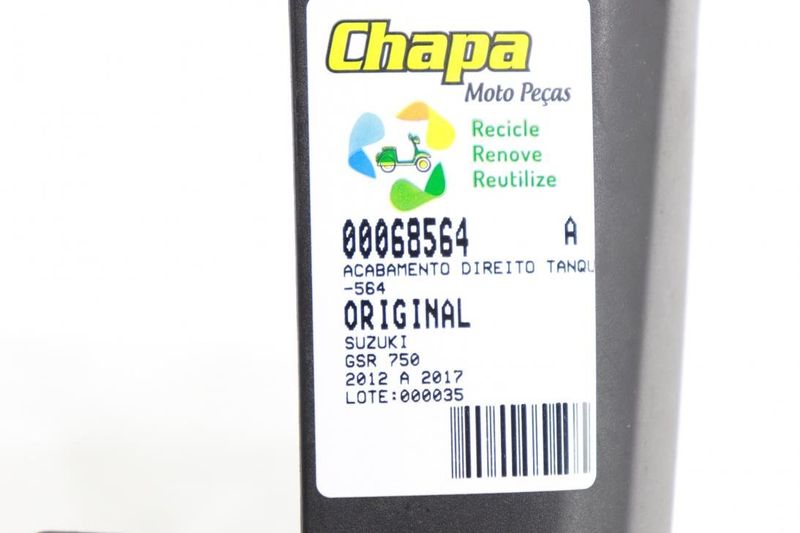 Chapa
Moto Peças
Recicle
Renove
Reutilize
00068564 A
ACABAMENTO DIREITO TANQU
-564
ORIGINAL
SUZUKI
GSR 750
2012 A 2017
LOTE:000035